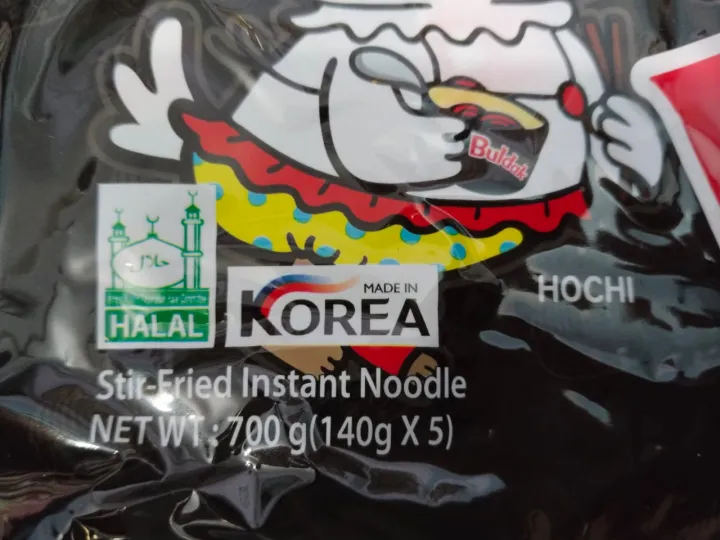 Buldak
HOCHI
حلال
HALAL
MADE IN
KOREA
Stir-Fried Instant Noodle
NET WT : 700 g(140g X 5)